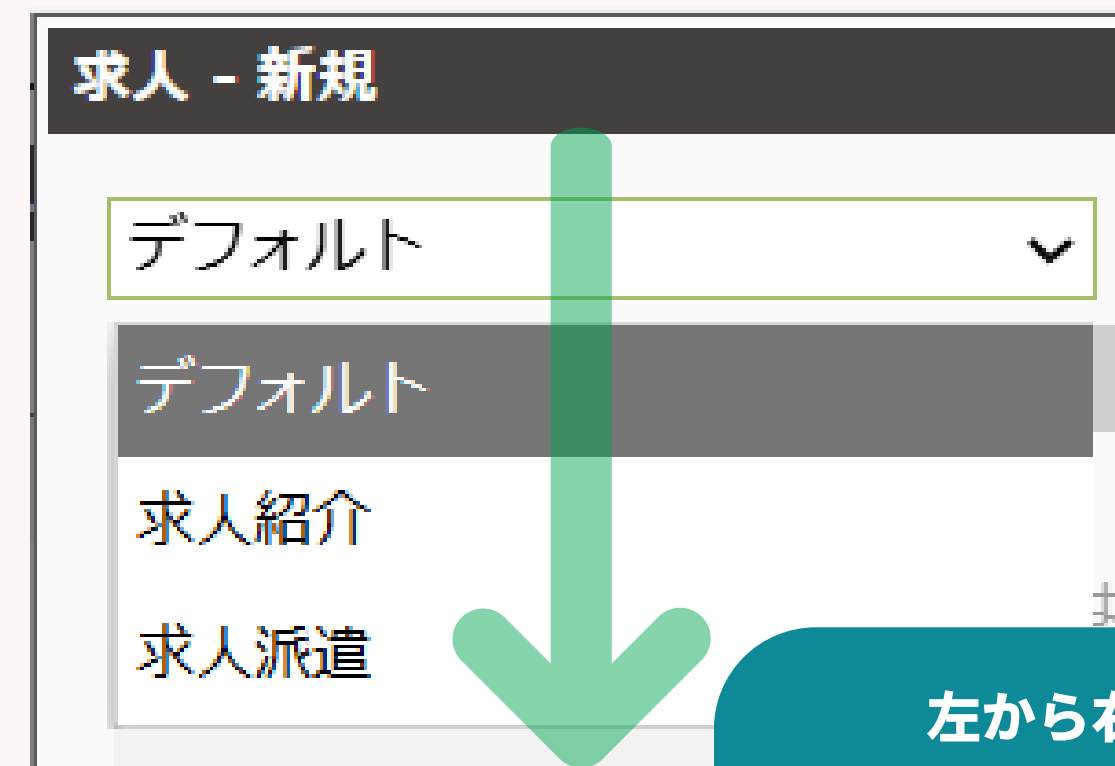 求人 - 新規
デフォルト
デフォルト
求人紹介
求人派遣
左から